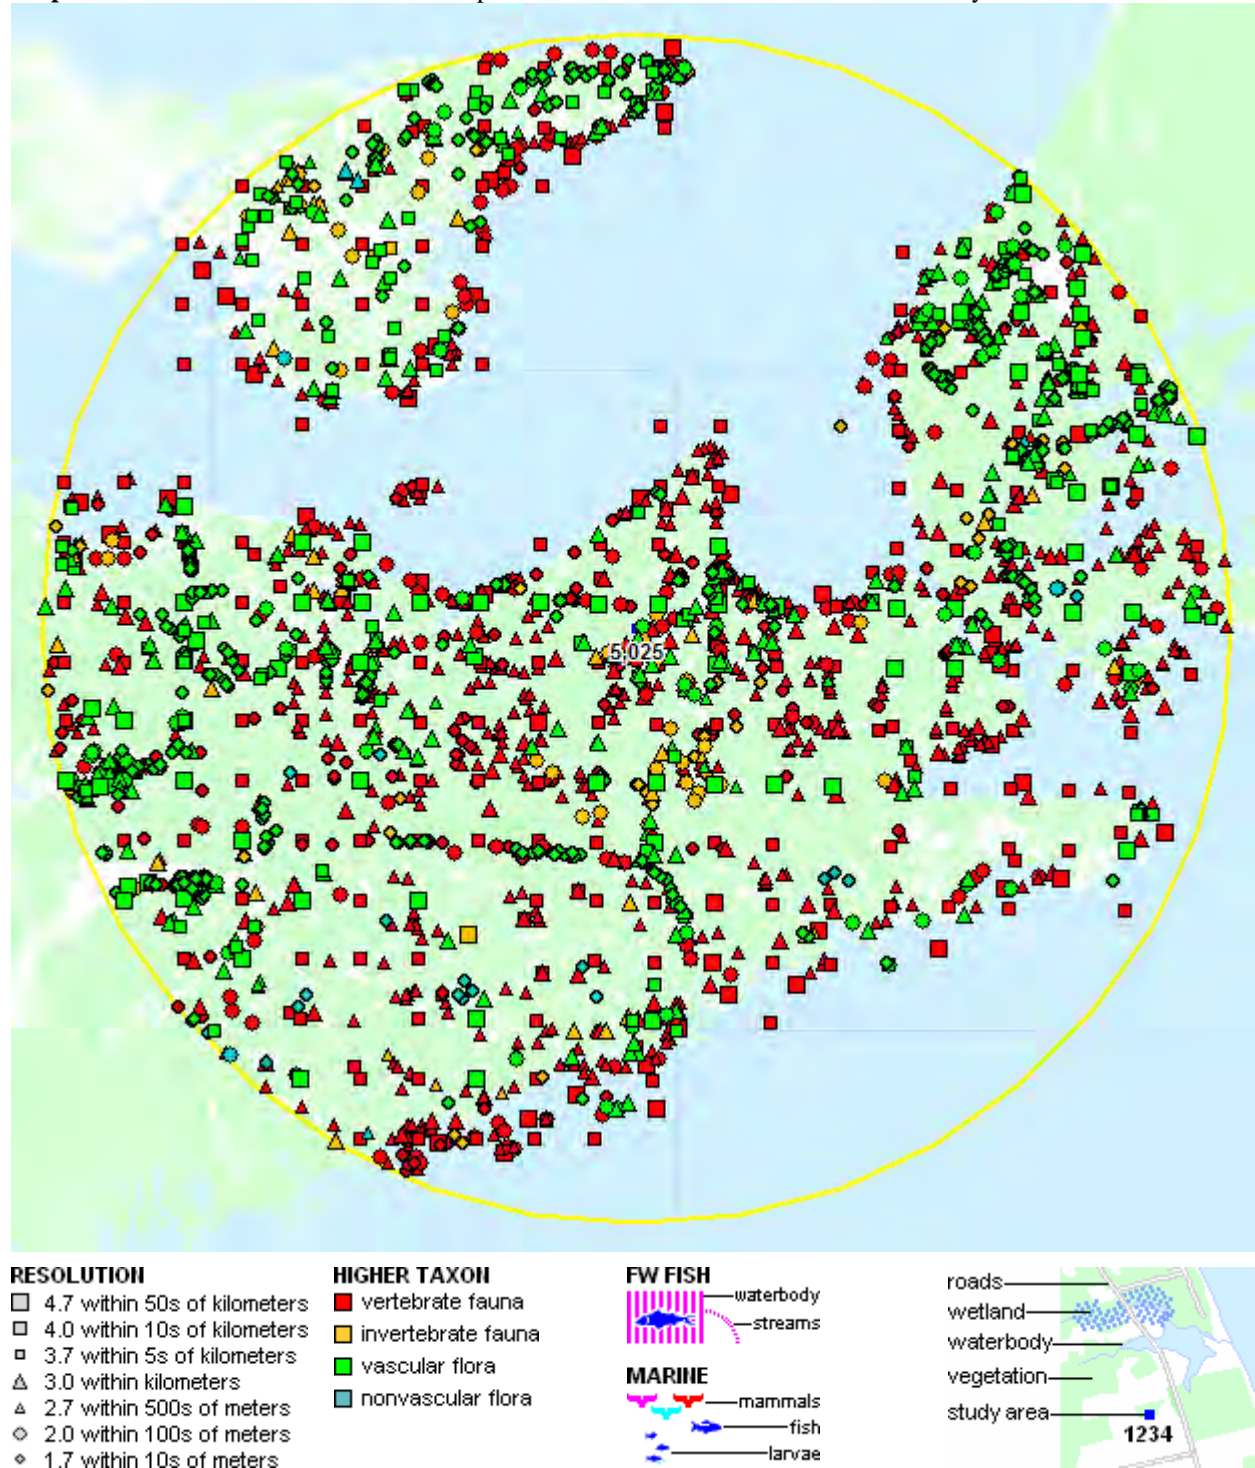 5,025
RESOLUTION
4.7 within 50s of kilometers
4.0 within 10s of kilometers
3.7 within 5s of kilometers
3.0 within kilometers
2.7 within 500s of meters
2.0 within 100s of meters
1.7 within 10s of meters
HIGHER TAXON
vertebrate fauna
invertebrate fauna
vascular flora
nonvascular flora
FW FISH
waterbody
streams
MARINE
mammals
fish
larvae
roads
wetland
waterbody
vegetation
study area
1234